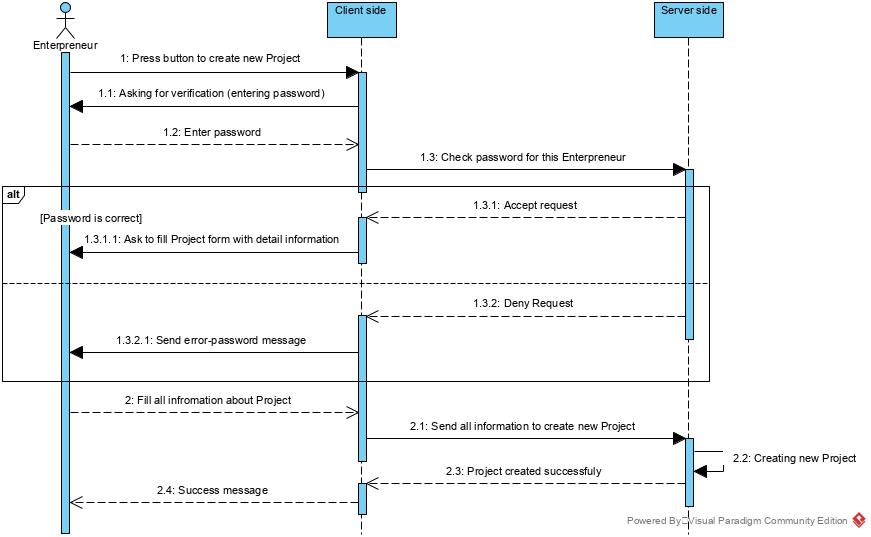 Client side
Server side
Enterpreneur
1: Press button to create new Project
1.1: Asking for verification (entering password)
1.2: Enter password
1.3: Check password for this Enterpreneur
alt
1.3.1: Accept request
[Password is correct]
1.3.1.1: Ask to fill Project form with detail information
1.3.2: Deny Request
1.3.2.1: Send error-password message
2: Fill all infromation about Project
2.1: Send all information to create new Project
2.2: Creating new Project
2.3: Project created successfuly
2.4: Success message
Powered By Visual Paradigm Community Edition